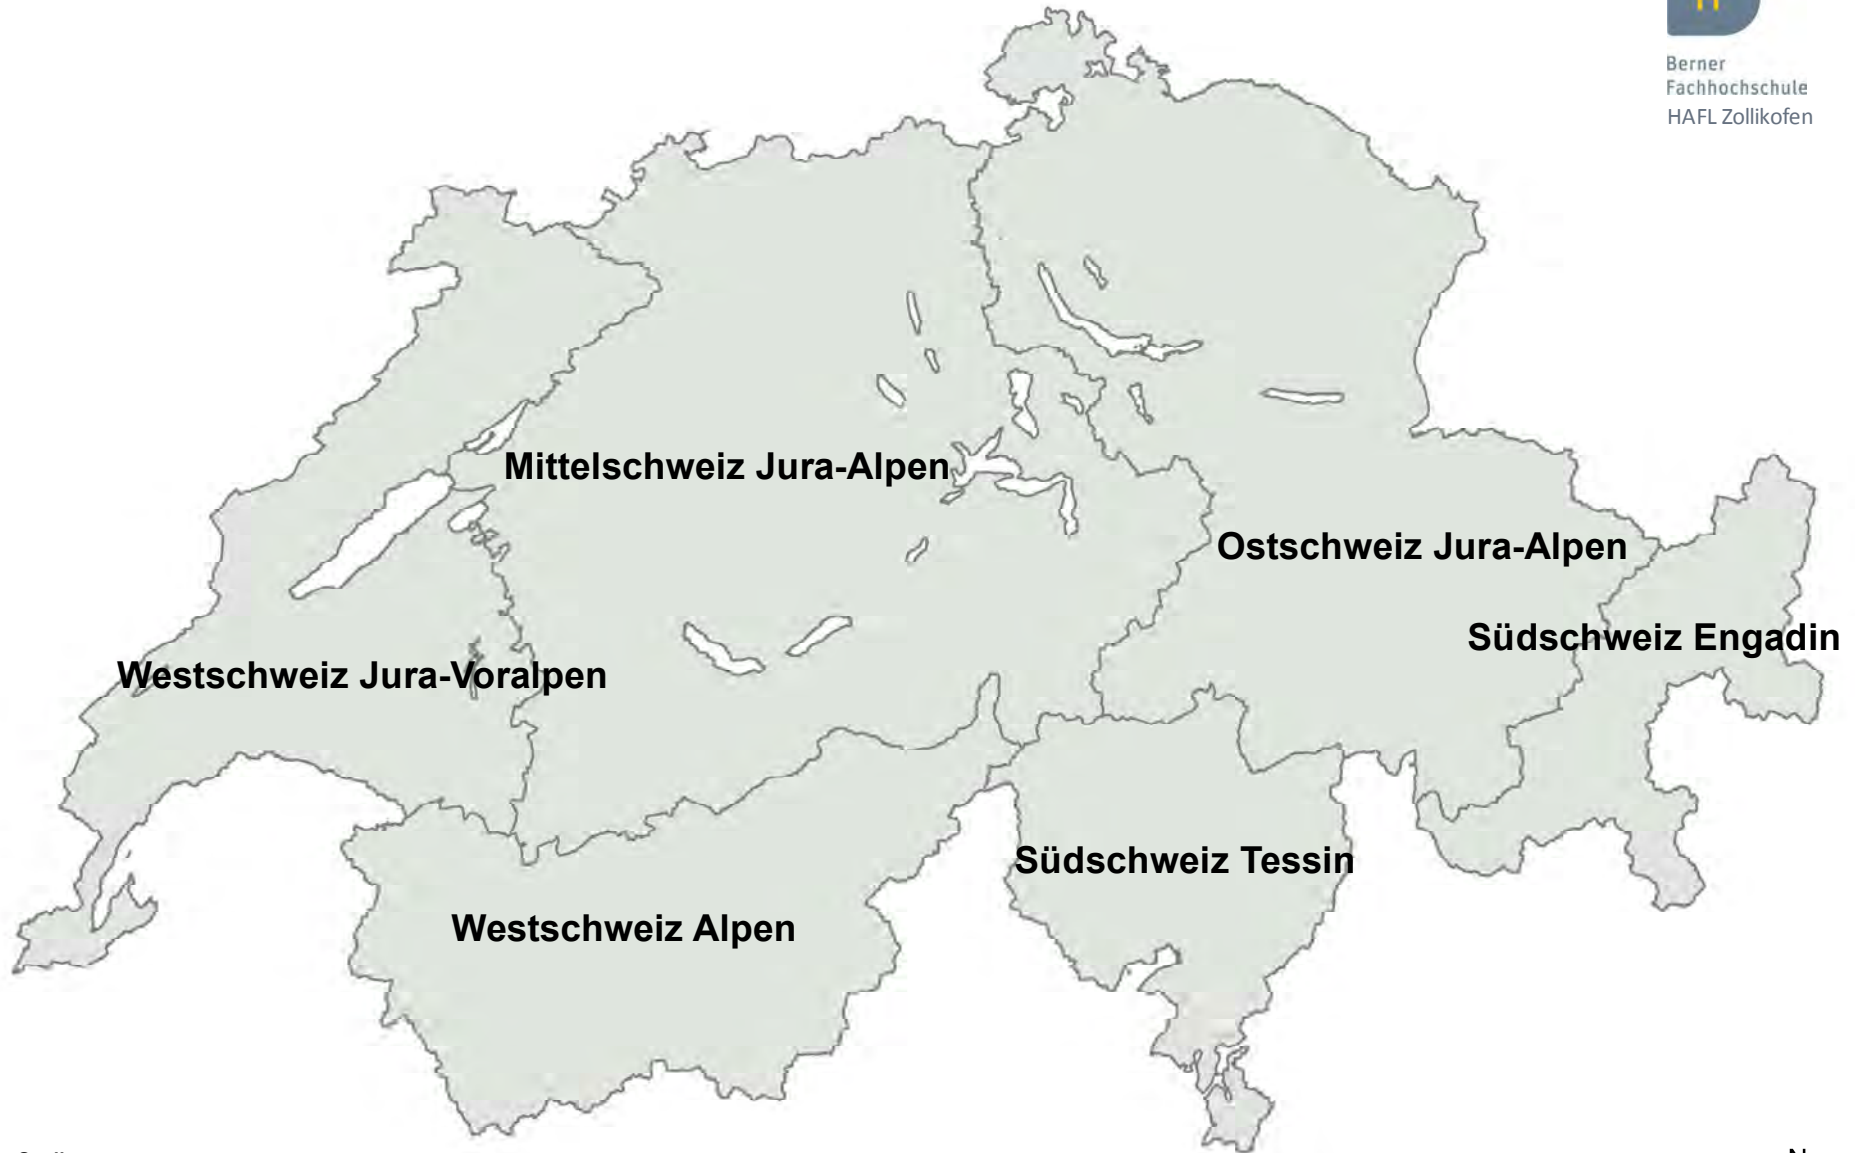 Berner
Fachhochschule
HAFL Zollikofen
Mittelschweiz Jura-Alpen
Ostschweiz Jura-Alpen
Südschweiz Engadin
Westschweiz Jura-Voralpen
Südschweiz Tessin
Westschweiz Alpen